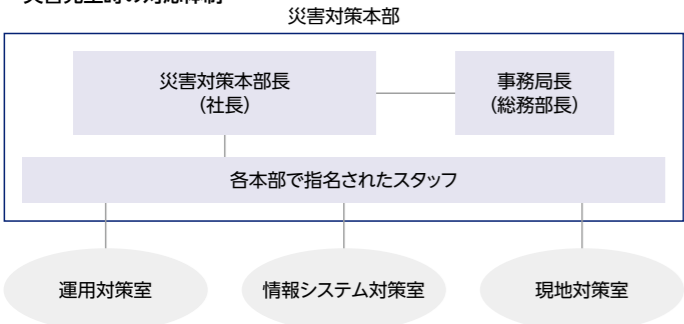 災害対策本部
災害対策本部長
（社長）
事務局長
（総務部長）
各本部で指名されたスタッフ
運用対策室
情報システム対策室
現地対策室